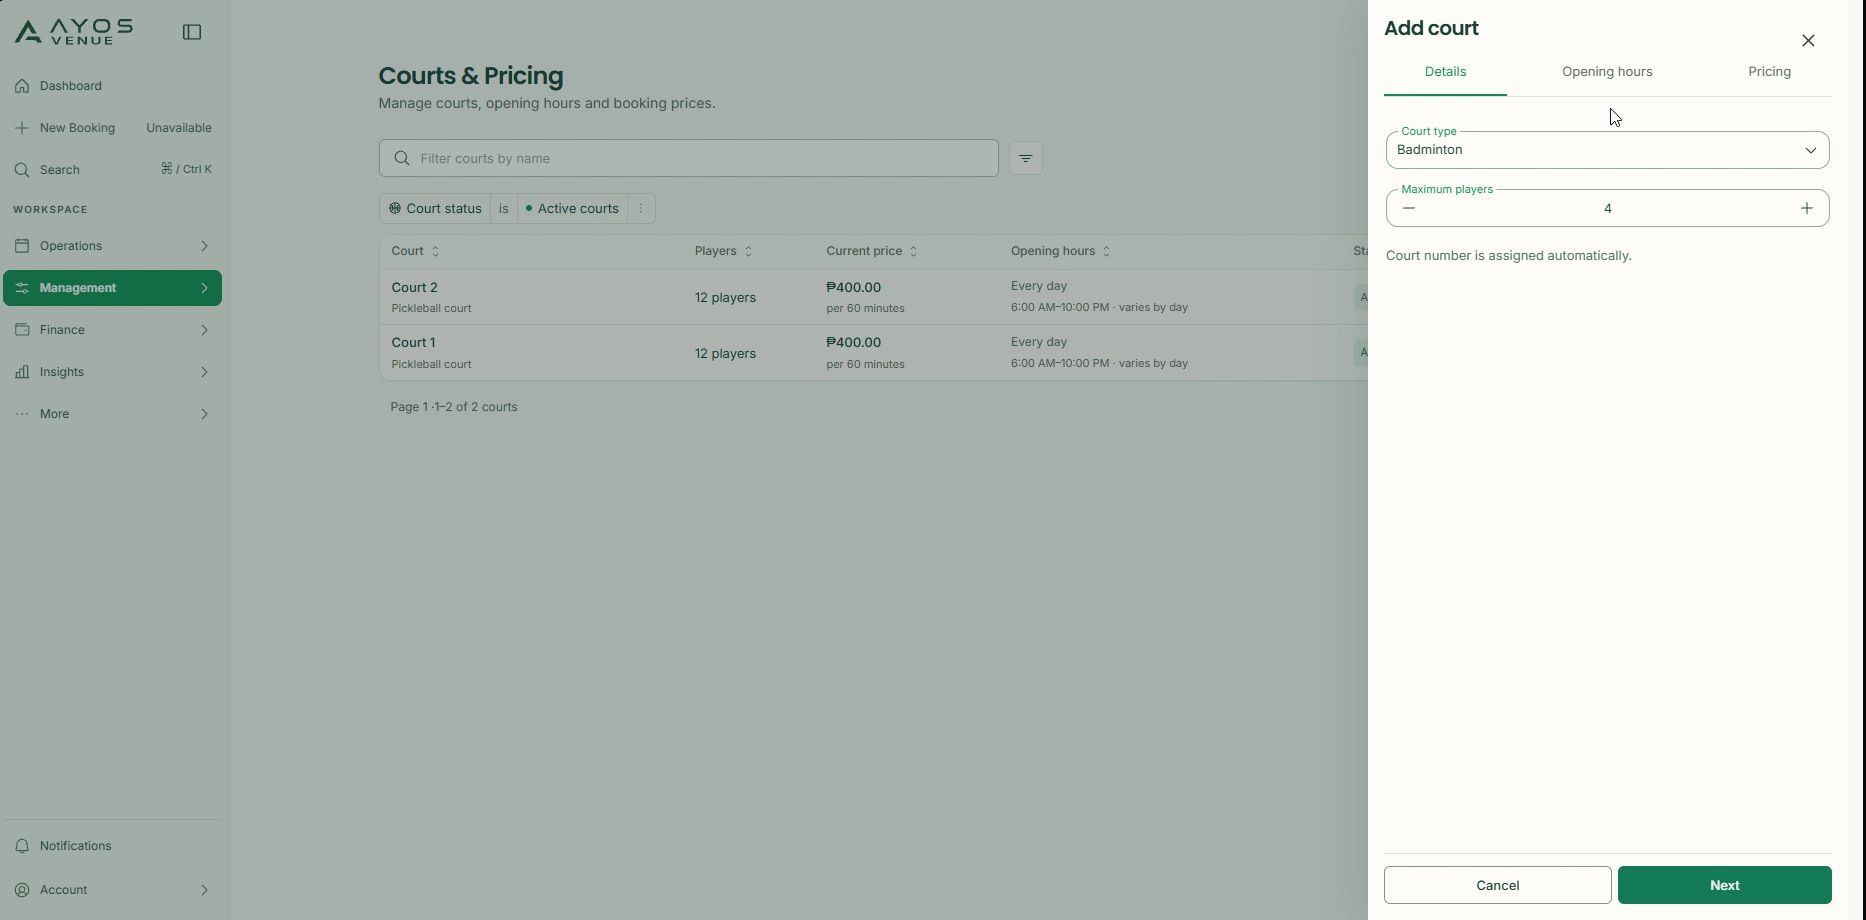 AYOS
VENUE
Dashboard
New Booking Unavailable
Search ⌘ / Ctrl K
WORKSPACE
Operations
Management
Finance
Insights
More
Notifications
Account
Courts & Pricing
Manage courts, opening hours and booking prices.
Filter courts by name
Court status is Active courts
Court Players Current price Opening hours
Court 2 12 players ₱400.00 Every day
Pickleball court per 60 minutes 6:00 AM–10:00 PM · varies by day
Court 1 12 players ₱400.00 Every day
Pickleball court per 60 minutes 6:00 AM–10:00 PM · varies by day
Page 1 ·1–2 of 2 courts
Add court
Details Opening hours Pricing
Court type
Badminton
Maximum players
4
Court number is assigned automatically.
Cancel Next